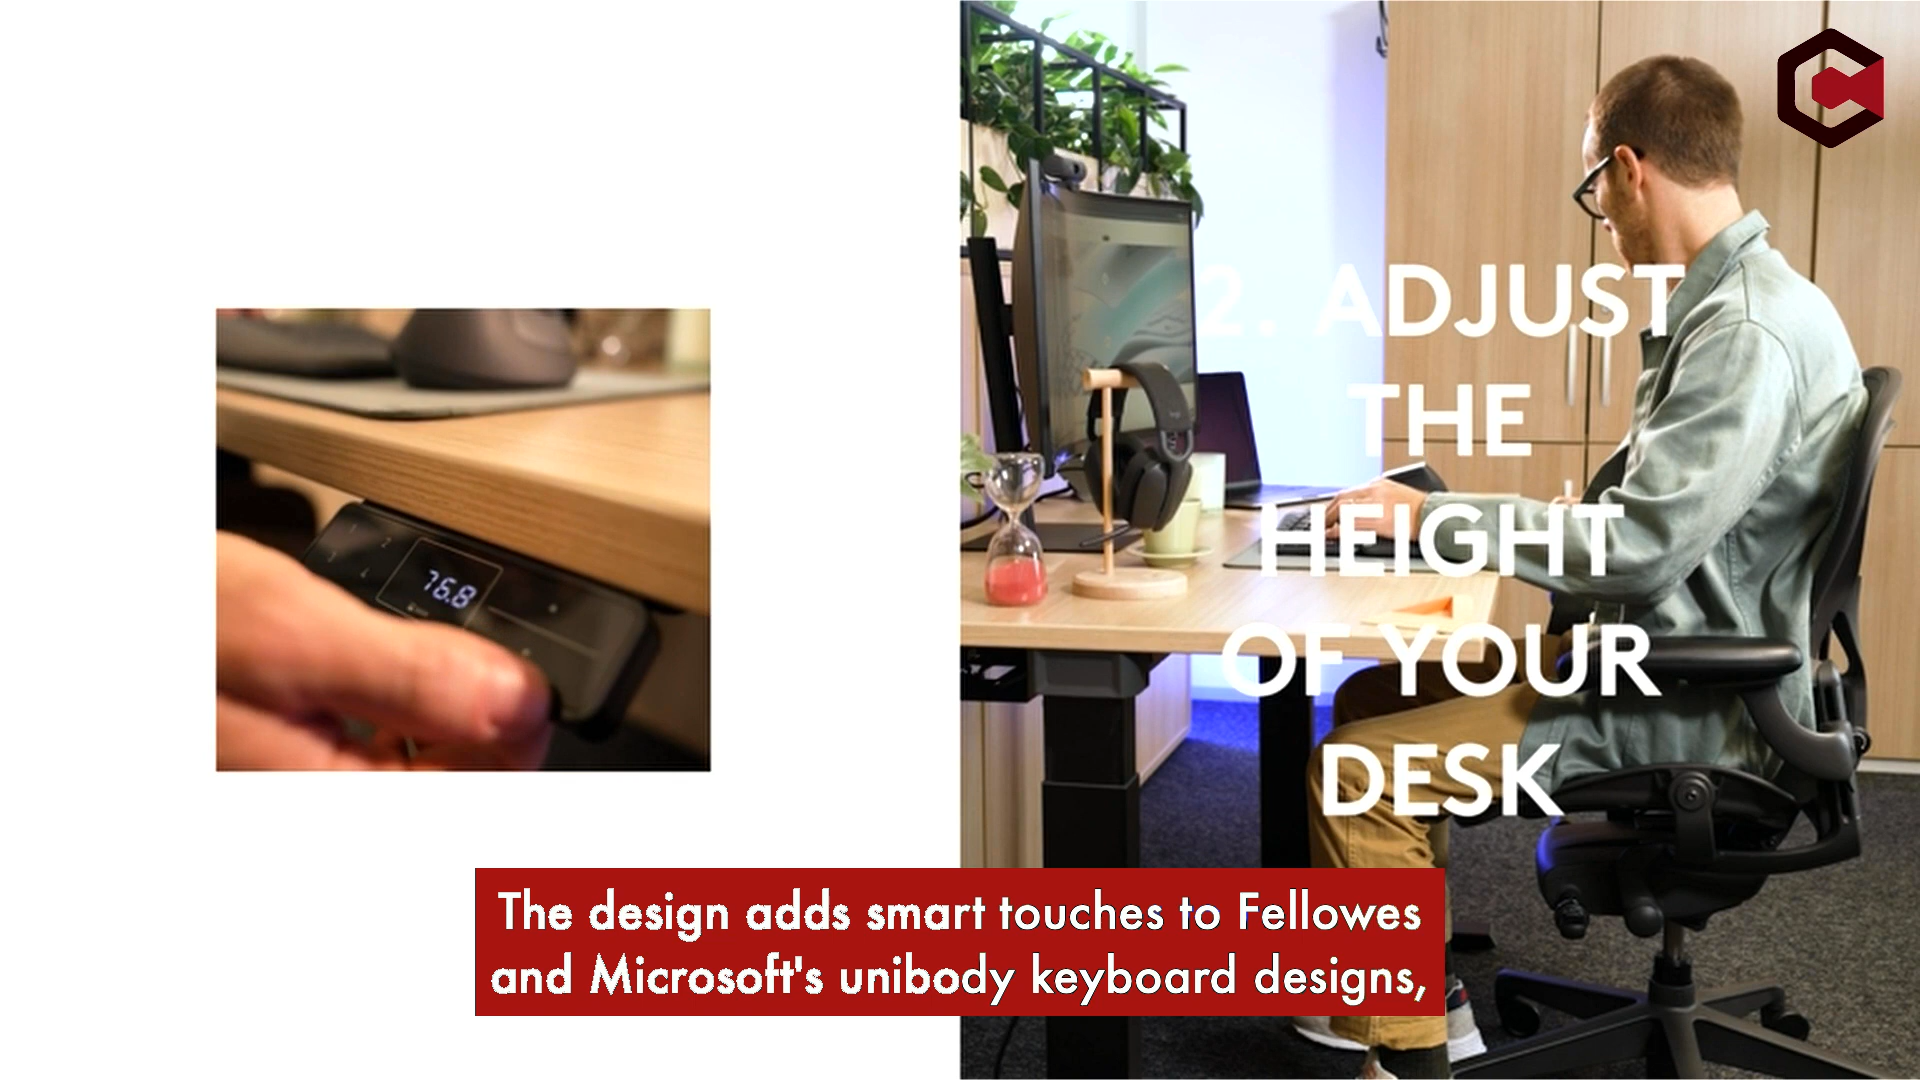 2. ADJUST
THE
HEIGHT
OF YOUR
DESK
76.8
The design adds smart touches to Fellowes
and Microsoft's unibody keyboard designs,